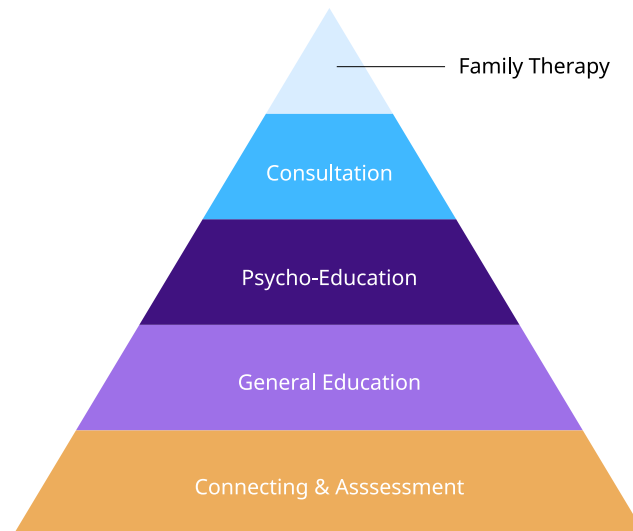 Family Therapy
Consultation
Psycho-Education
General Education
Connecting & Asssessment